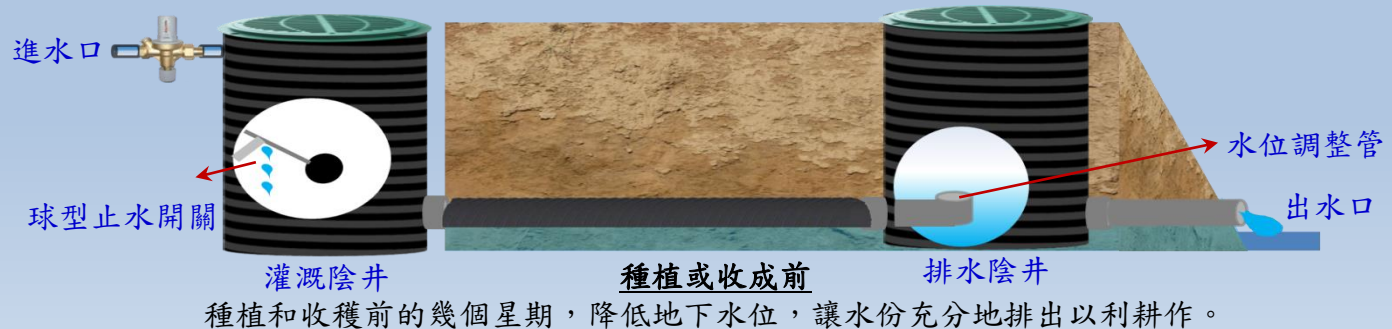 進水口
水位調整管
球型止水開關
出水口
灌溉陰井
種植或收成前
排水陰井
種植和收穫前的幾個星期，降低地下水位，讓水份充分地排出以利耕作。